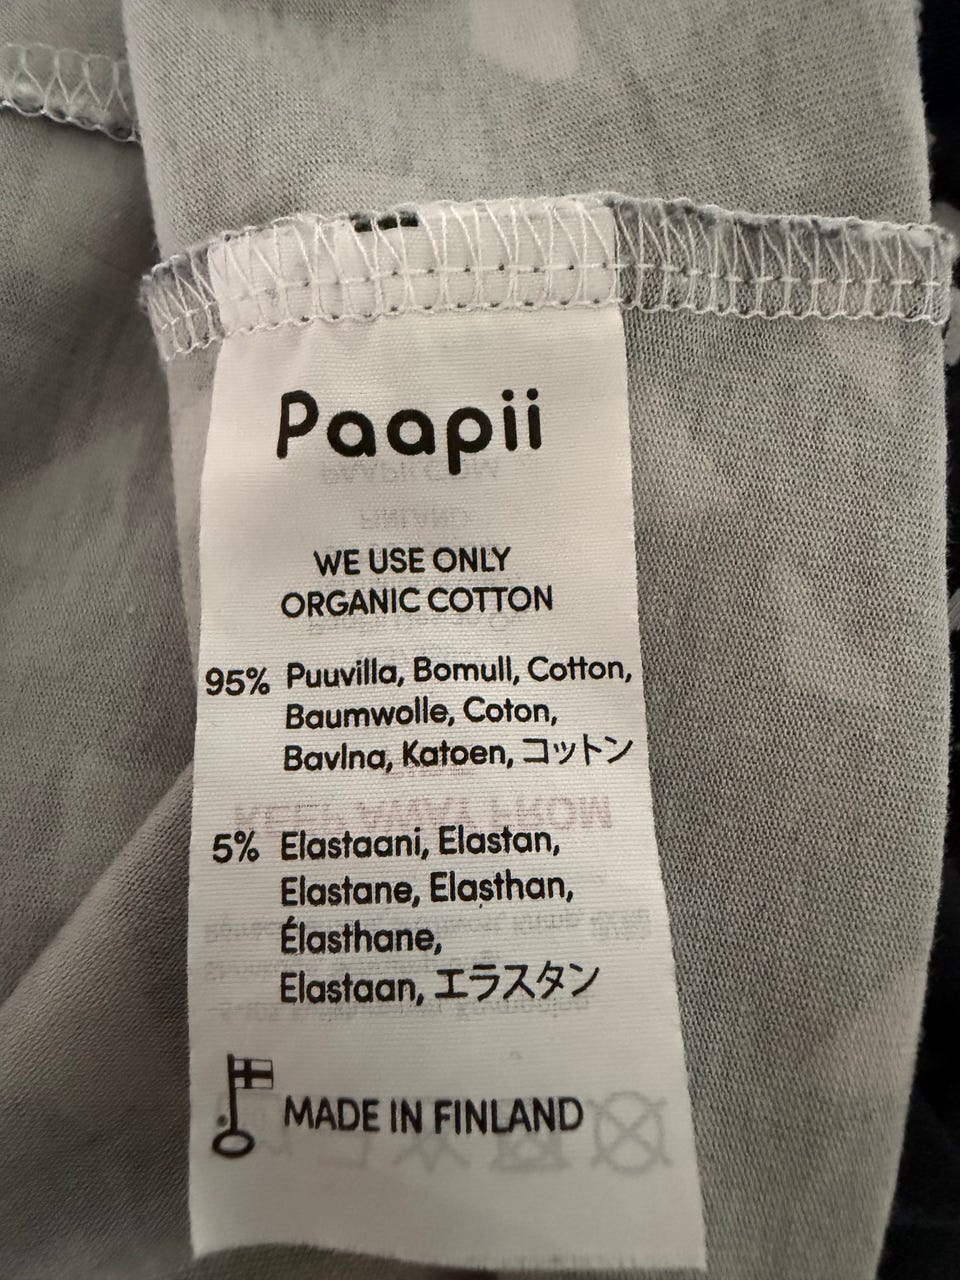 Paapii
WE USE ONLY
ORGANIC COTTON
95% Puuvilla, Bomull, Cotton,
Baumwolle, Coton,
Bavlna, Katoen, コットン
5% Elastaani, Elastan,
Elastane, Elasthan,
Élasthane,
Elastaan, エラスタン
MADE IN FINLAND